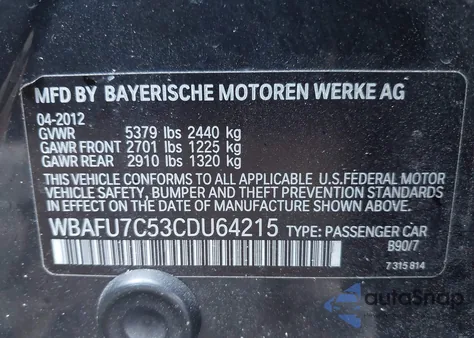 MFD BY BAYERISCHE MOTOREN WERKE AG
04-2012
GVWR 5379 lbs 2440 kg
GAWR FRONT 2701 lbs 1225 kg
GAWR REAR 2910 lbs 1320 kg
THIS VEHICLE CONFORMS TO ALL APPLICABLE U.S.FEDERAL MOTOR
VEHICLE SAFETY, BUMPER AND THEFT PREVENTION STANDARDS
IN EFFECT ON THE DATE OF MANUFACTURE SHOWN ABOVE.
WBAFU7C53CDU64215 TYPE: PASSENGER CAR
B90/7
7 315 814
autoSnap